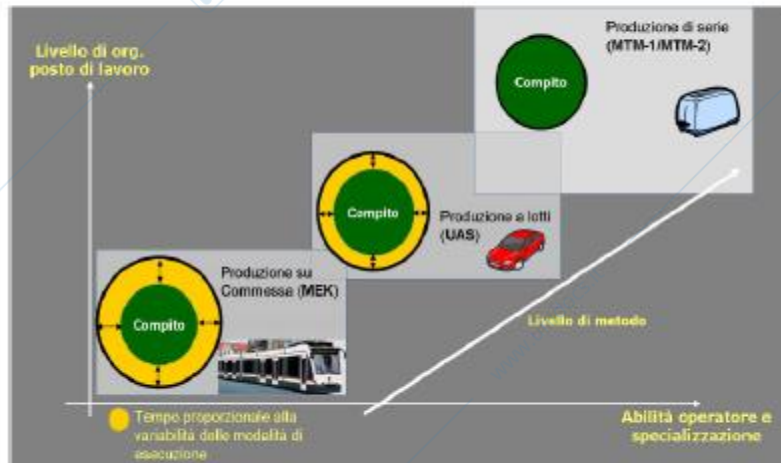 Livello di org.
posto di lavoro
Produzione di serie
(MTM-1/MTM-2)
Compito
Compito
Produzione a lotti
(UAS)
Produzione su
Commessa (MEK)
Compito
Livello di metodo
Tempo proporzionale alla
variabilità delle modalità di
esecuzione
Abilità operatore e
specializzazione